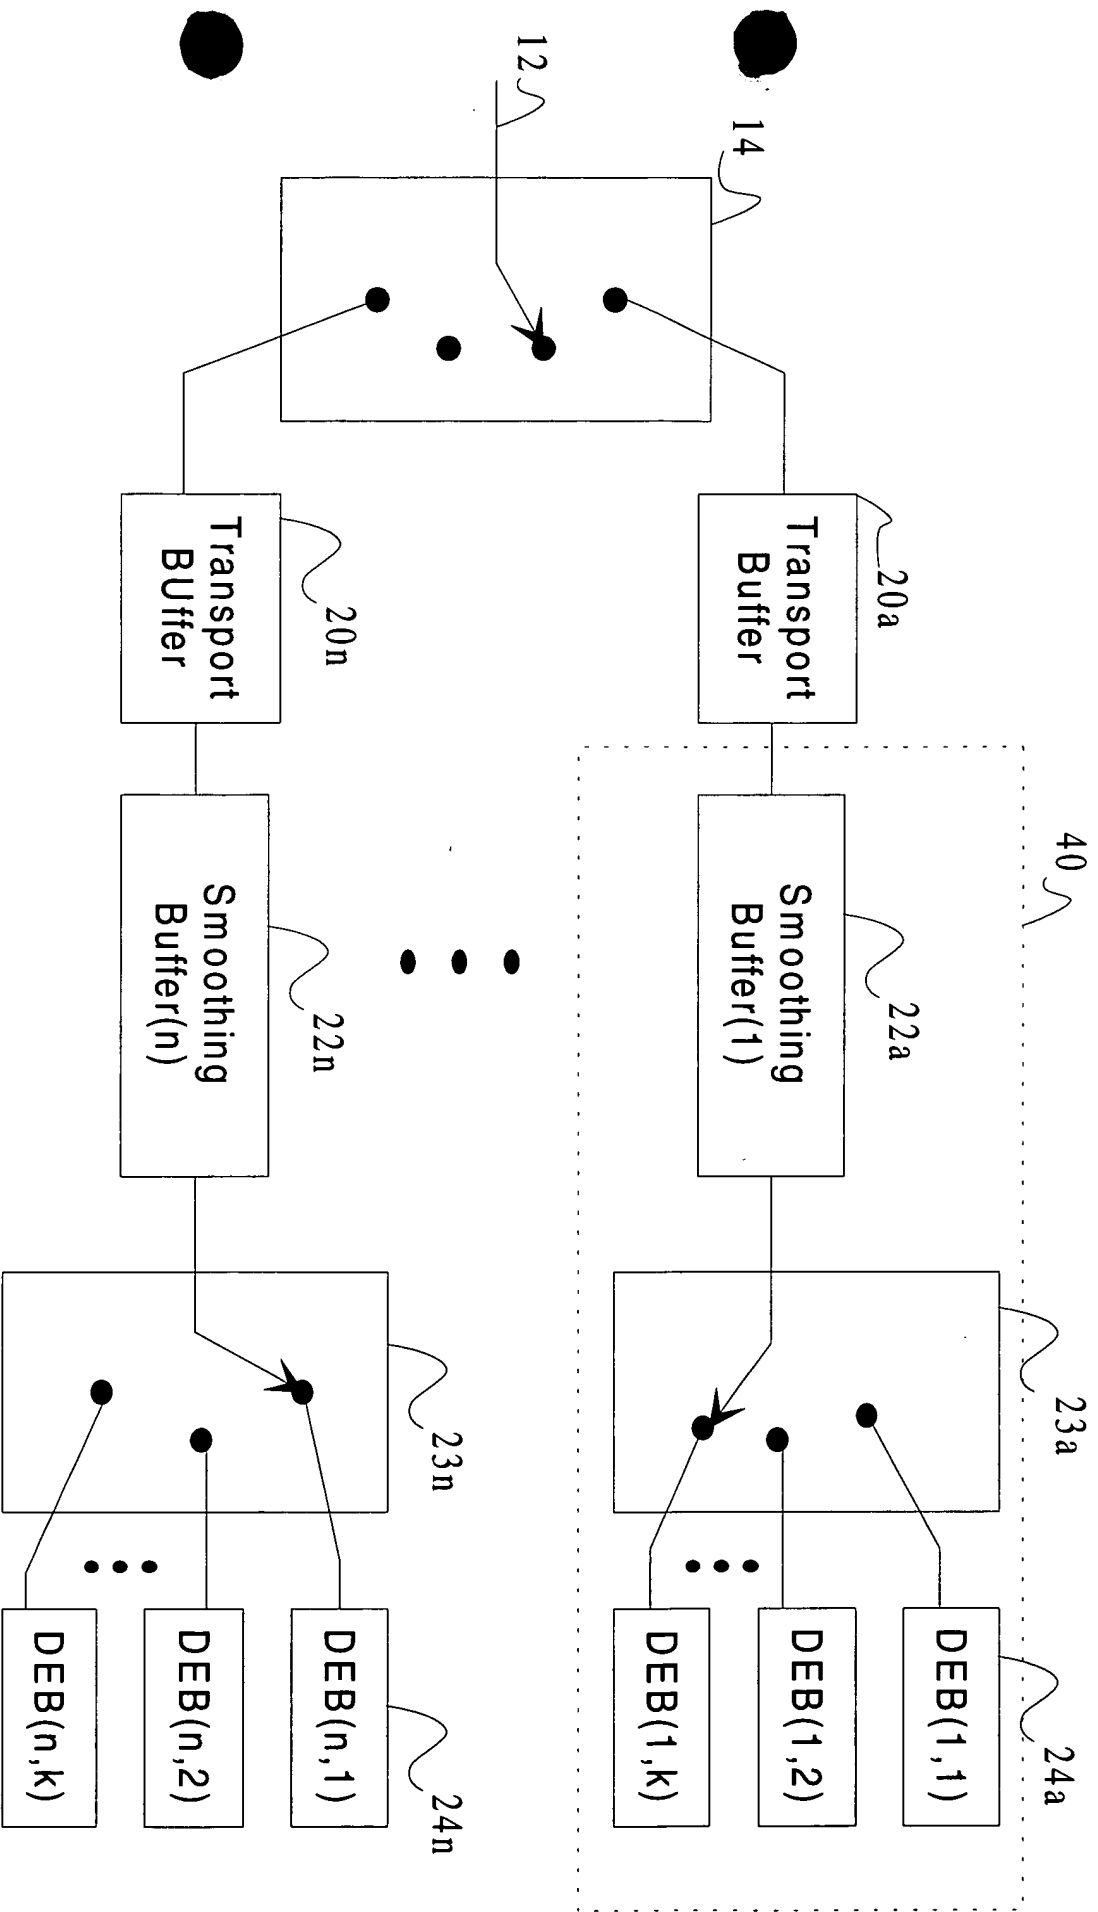 12
14
20a
Transport
Buffer
40
22a
Smoothing
Buffer(1)
23a
24a
DEB(1,1)
DEB(1,2)
DEB(1,k)
20n
Transport
BUffer
22n
Smoothing
Buffer(n)
23n
24n
DEB(n,1)
DEB(n,2)
DEB(n,k)